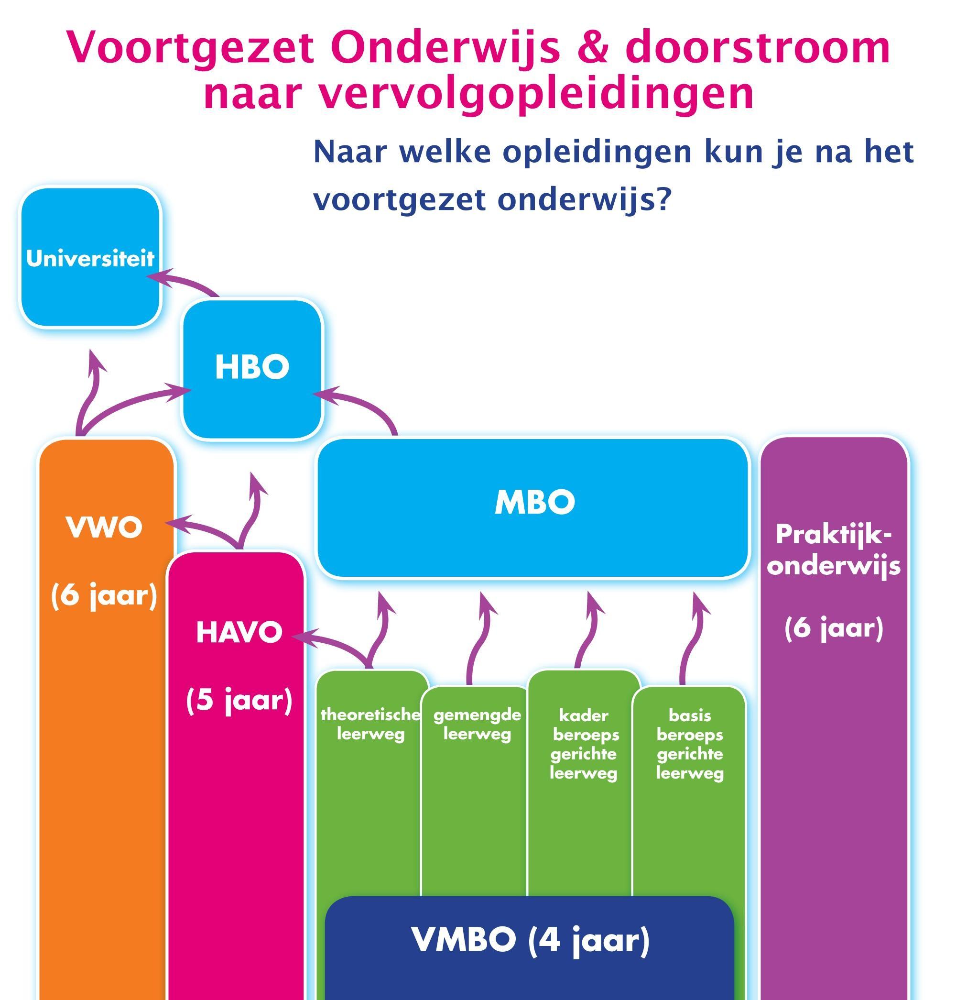 Voortgezet Onderwijs & doorstroom
naar vervolgopleidingen
Naar welke opleidingen kun je na het
voortgezet onderwijs?
Universiteit
HBO
MBO
VWO
(6 jaar)
HAVO
(5 jaar)
Praktijk-
onderwijs
(6 jaar)
theoretische
leerweg
gemengde
leerweg
kader
beroeps
gerichte
leerweg
basis
beroeps
gerichte
leerweg
VMBO (4 jaar)